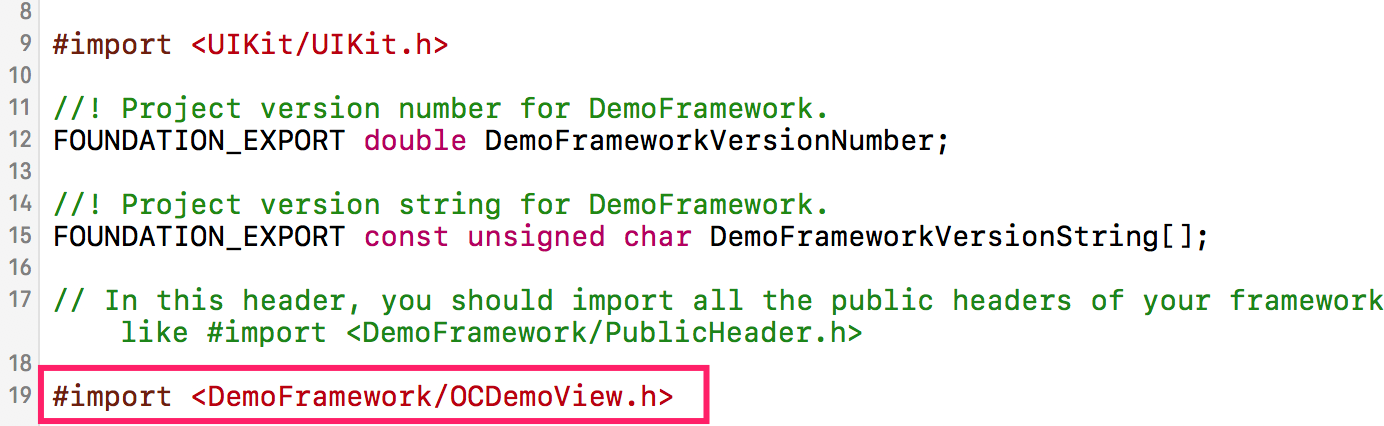 8
9 #import <UIKit/UIKit.h>
10
11 //! Project version number for DemoFramework.
12 FOUNDATION_EXPORT double DemoFrameworkVersionNumber;
13
14 //! Project version string for DemoFramework.
15 FOUNDATION_EXPORT const unsigned char DemoFrameworkVersionString[];
16
17 // In this header, you should import all the public headers of your framework
like #import <DemoFramework/PublicHeader.h>
18
19 #import <DemoFramework/OCDemoView.h>